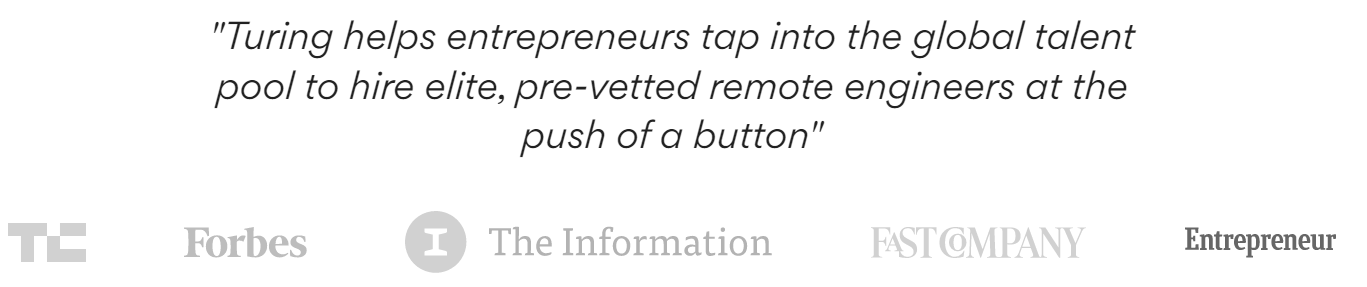 "Turing helps entrepreneurs tap into the global talent
pool to hire elite, pre-vetted remote engineers at the
push of a button"
TC Forbes I The Information FAST COMPANY Entrepreneur